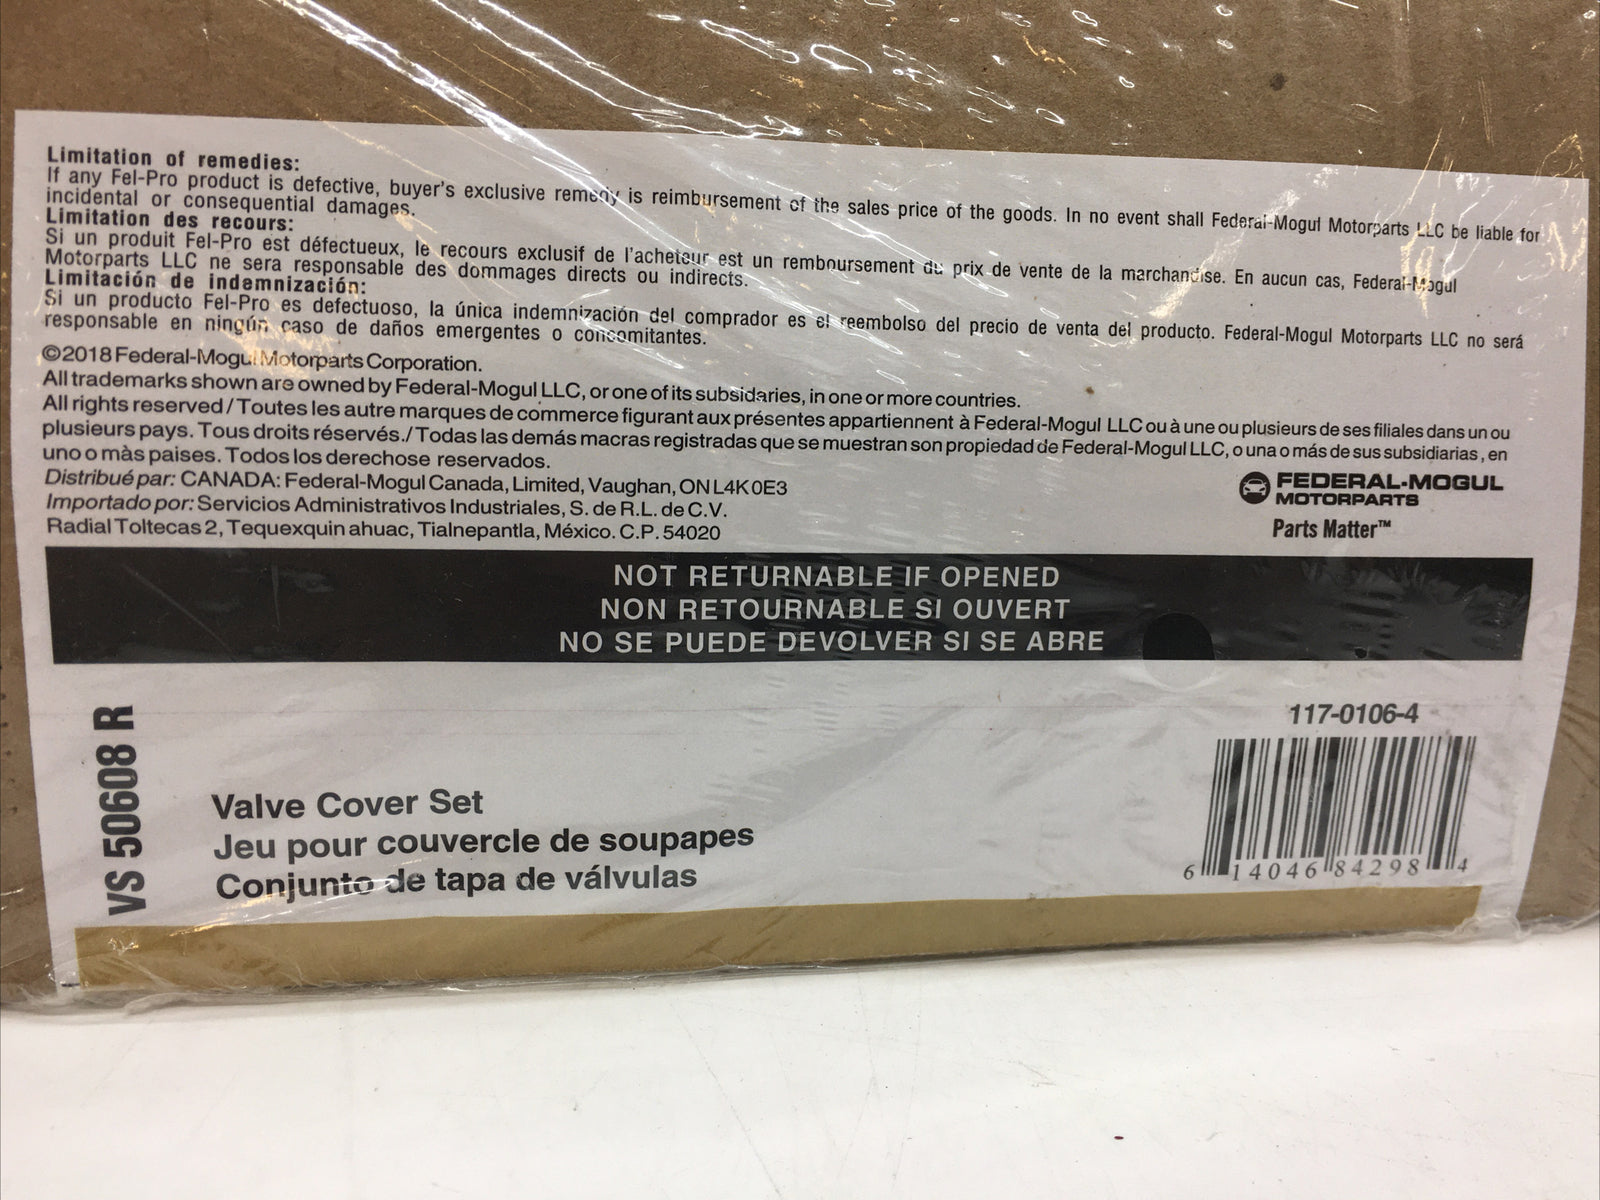 Limitation of remedies:
If any Fel-Pro product is defective, buyer's exclusive remedy is reimbursement of the sales price of the goods. In no event shall Federal-Mogul Motorparts LLC be liable for
incidental or consequential damages.
Limitation des recours:
Si un produit Fel-Pro est défectueux, le recours exclusif de l'acheteur est un remboursement du prix de vente de la marchandise. En aucun cas, Federal-Mogul
Motorparts LLC ne sera responsable des dommages directs ou indirects.
Limitación de indemnización:
Si un producto Fel-Pro es defectuoso, la única indemnización del comprador es el reembolso del precio de venta del producto. Federal-Mogul Motorparts LLC no será
responsable en ningún caso de daños emergentes o concomitantes.
©2018 Federal-Mogul Motorparts Corporation.
All trademarks shown are owned by Federal-Mogul LLC, or one of its subsidaries, in one or more countries.
All rights reserved / Toutes les autre marques de commerce figurant aux présentes appartiennent à Federal-Mogul LLC ou à une ou plusieurs de ses filiales dans un ou
plusieurs pays. Tous droits réservés. / Todas las demás macras registradas que se muestran son propiedad de Federal-Mogul LLC, o una o más de sus subsidiarias, en
uno o màs paises. Todos los derechose reservados.
Distribué par: CANADA: Federal-Mogul Canada, Limited, Vaughan, ON L4K 0E3
Importado por: Servicios Administrativos Industriales, S. de R.L. de C.V.
Radial Toltecas 2, Tequexquin ahuac, Tialnepantla, México. C.P. 54020
FEDERAL-MOGUL
MOTORPARTS
Parts Matter™
NOT RETURNABLE IF OPENED
NON RETOURNABLE SI OUVERT
NO SE PUEDE DEVOLVER SI SE ABRE
VS 50608 R
Valve Cover Set
Jeu pour couvercle de soupapes
Conjunto de tapa de válvulas
117-0106-4
6 14046 84298 4